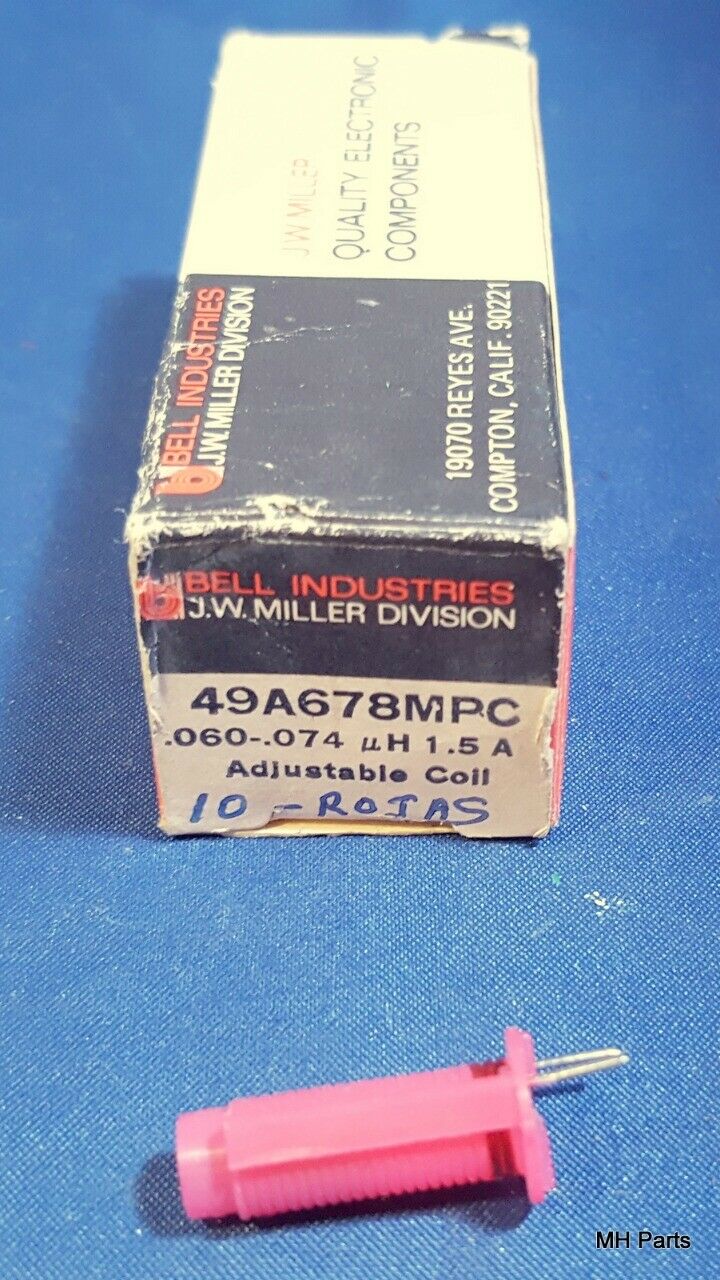 J W MILLER
QUALITY ELECTRONIC
COMPONENTS
BELL INDUSTRIES
J.W. MILLER DIVISION
19070 REYES AVE.
COMPTON, CALIF. 90221
BELL INDUSTRIES
J.W. MILLER DIVISION
49A678MPC
.060-.074 µH 1.5 A
Adjustable Coil
10 - ROJAS
MH Parts